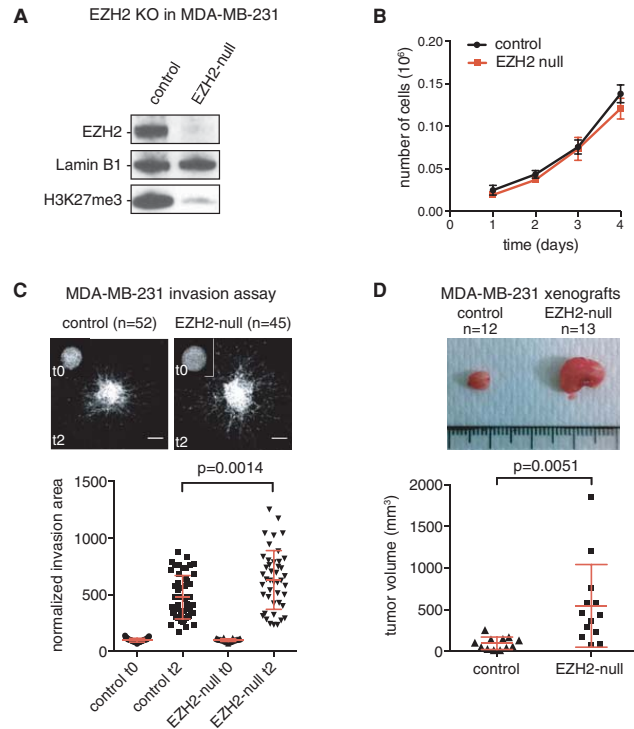 A
EZH2 KO in MDA-MB-231
control
EZH2-null
EZH2
Lamin B1
H3K27me3
B
control
EZH2 null
number of cells (10⁶)
0.20
0.15
0.10
0.05
0.00
0 1 2 3 4
time (days)
C
MDA-MB-231 invasion assay
control (n=52) EZH2-null (n=45)
t0 t0
t2 t2
p=0.0014
normalized invasion area
1500
1000
500
0
control t0
control t2
EZH2-null t0
EZH2-null t2
D
MDA-MB-231 xenografts
control EZH2-null
n=12 n=13
p=0.0051
tumor volume (mm³)
2000
1500
1000
500
0
control EZH2-null